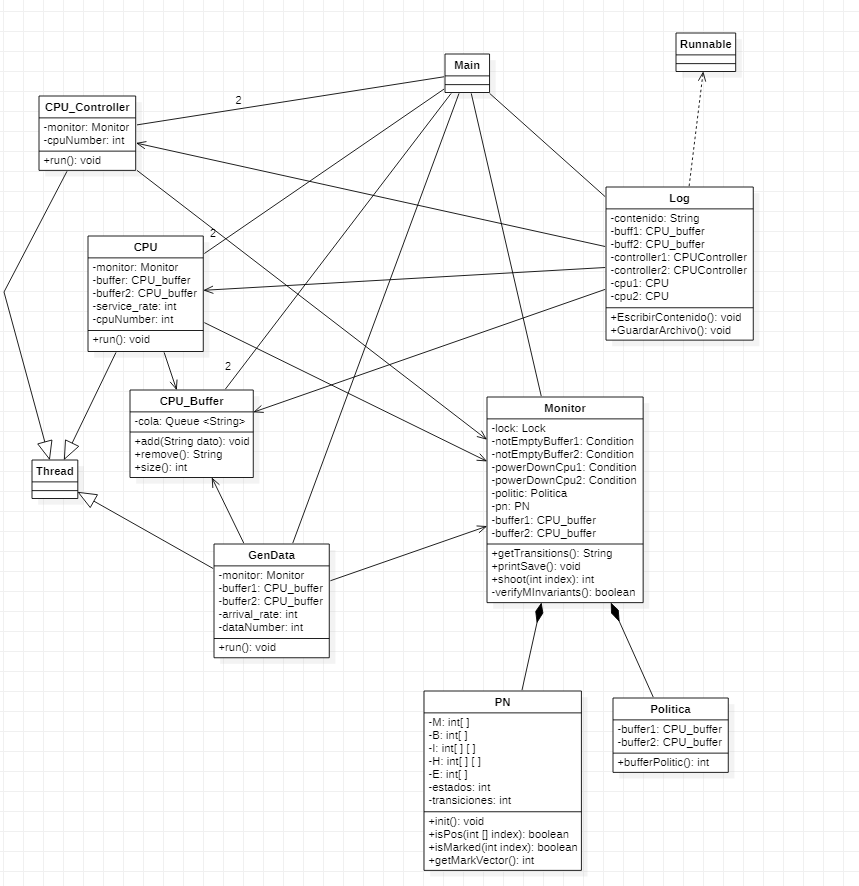 Runnable
Main
2
CPU_Controller
-monitor: Monitor
-cpuNumber: int
+run(): void
Log
-contenido: String
-buff1: CPU_buffer
-buff2: CPU_buffer
-controller1: CPUController
-controller2: CPUController
-cpu1: CPU
-cpu2: CPU
+EscribirContenido(): void
+GuardarArchivo(): void
2
CPU
-monitor: Monitor
-buffer: CPU_buffer
-buffer2: CPU_buffer
-service_rate: int
-cpuNumber: int
+run(): void
2
CPU_Buffer
-cola: Queue <String>
+add(String dato): void
+remove(): String
+size(): int
Monitor
-lock: Lock
-notEmptyBuffer1: Condition
-notEmptyBuffer2: Condition
-powerDownCpu1: Condition
-powerDownCpu2: Condition
-politic: Politica
-pn: PN
-buffer1: CPU_buffer
-buffer2: CPU_buffer
+getTransitions(): String
+printSave(): void
+shoot(int index): int
-verifyMInvariants(): boolean
Thread
GenData
-monitor: Monitor
-buffer1: CPU_buffer
-buffer2: CPU_buffer
-arrival_rate: int
-dataNumber: int
+run(): void
PN
-M: int[ ]
-B: int[ ]
-I: int[ ] [ ]
-H: int[ ] [ ]
-E: int[ ]
-estados: int
-transiciones: int
+init(): void
+isPos(int [] index): boolean
+isMarked(int index): boolean
+getMarkVector(): int
Politica
-buffer1: CPU_buffer
-buffer2: CPU_buffer
+bufferPolitic(): int